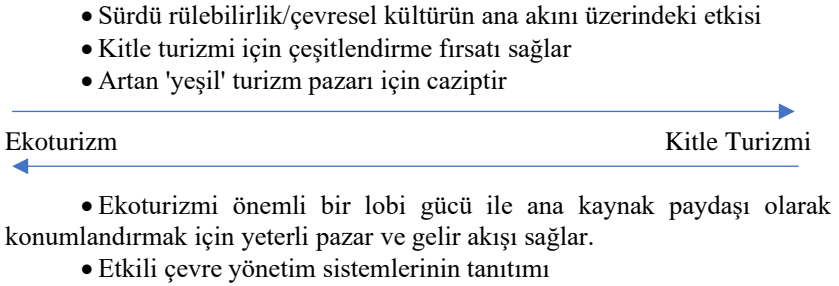 • Sürdü rülebilirlik/çevresel kültürün ana akını üzerindeki etkisi
• Kitle turizmi için çeşitlendirme fırsatı sağlar
• Artan 'yeşil' turizm pazarı için caziptir
Ekoturizm Kitle Turizmi
• Ekoturizmi önemli bir lobi gücü ile ana kaynak paydaşı olarak
konumlandırmak için yeterli pazar ve gelir akışı sağlar.
• Etkili çevre yönetim sistemlerinin tanıtımı